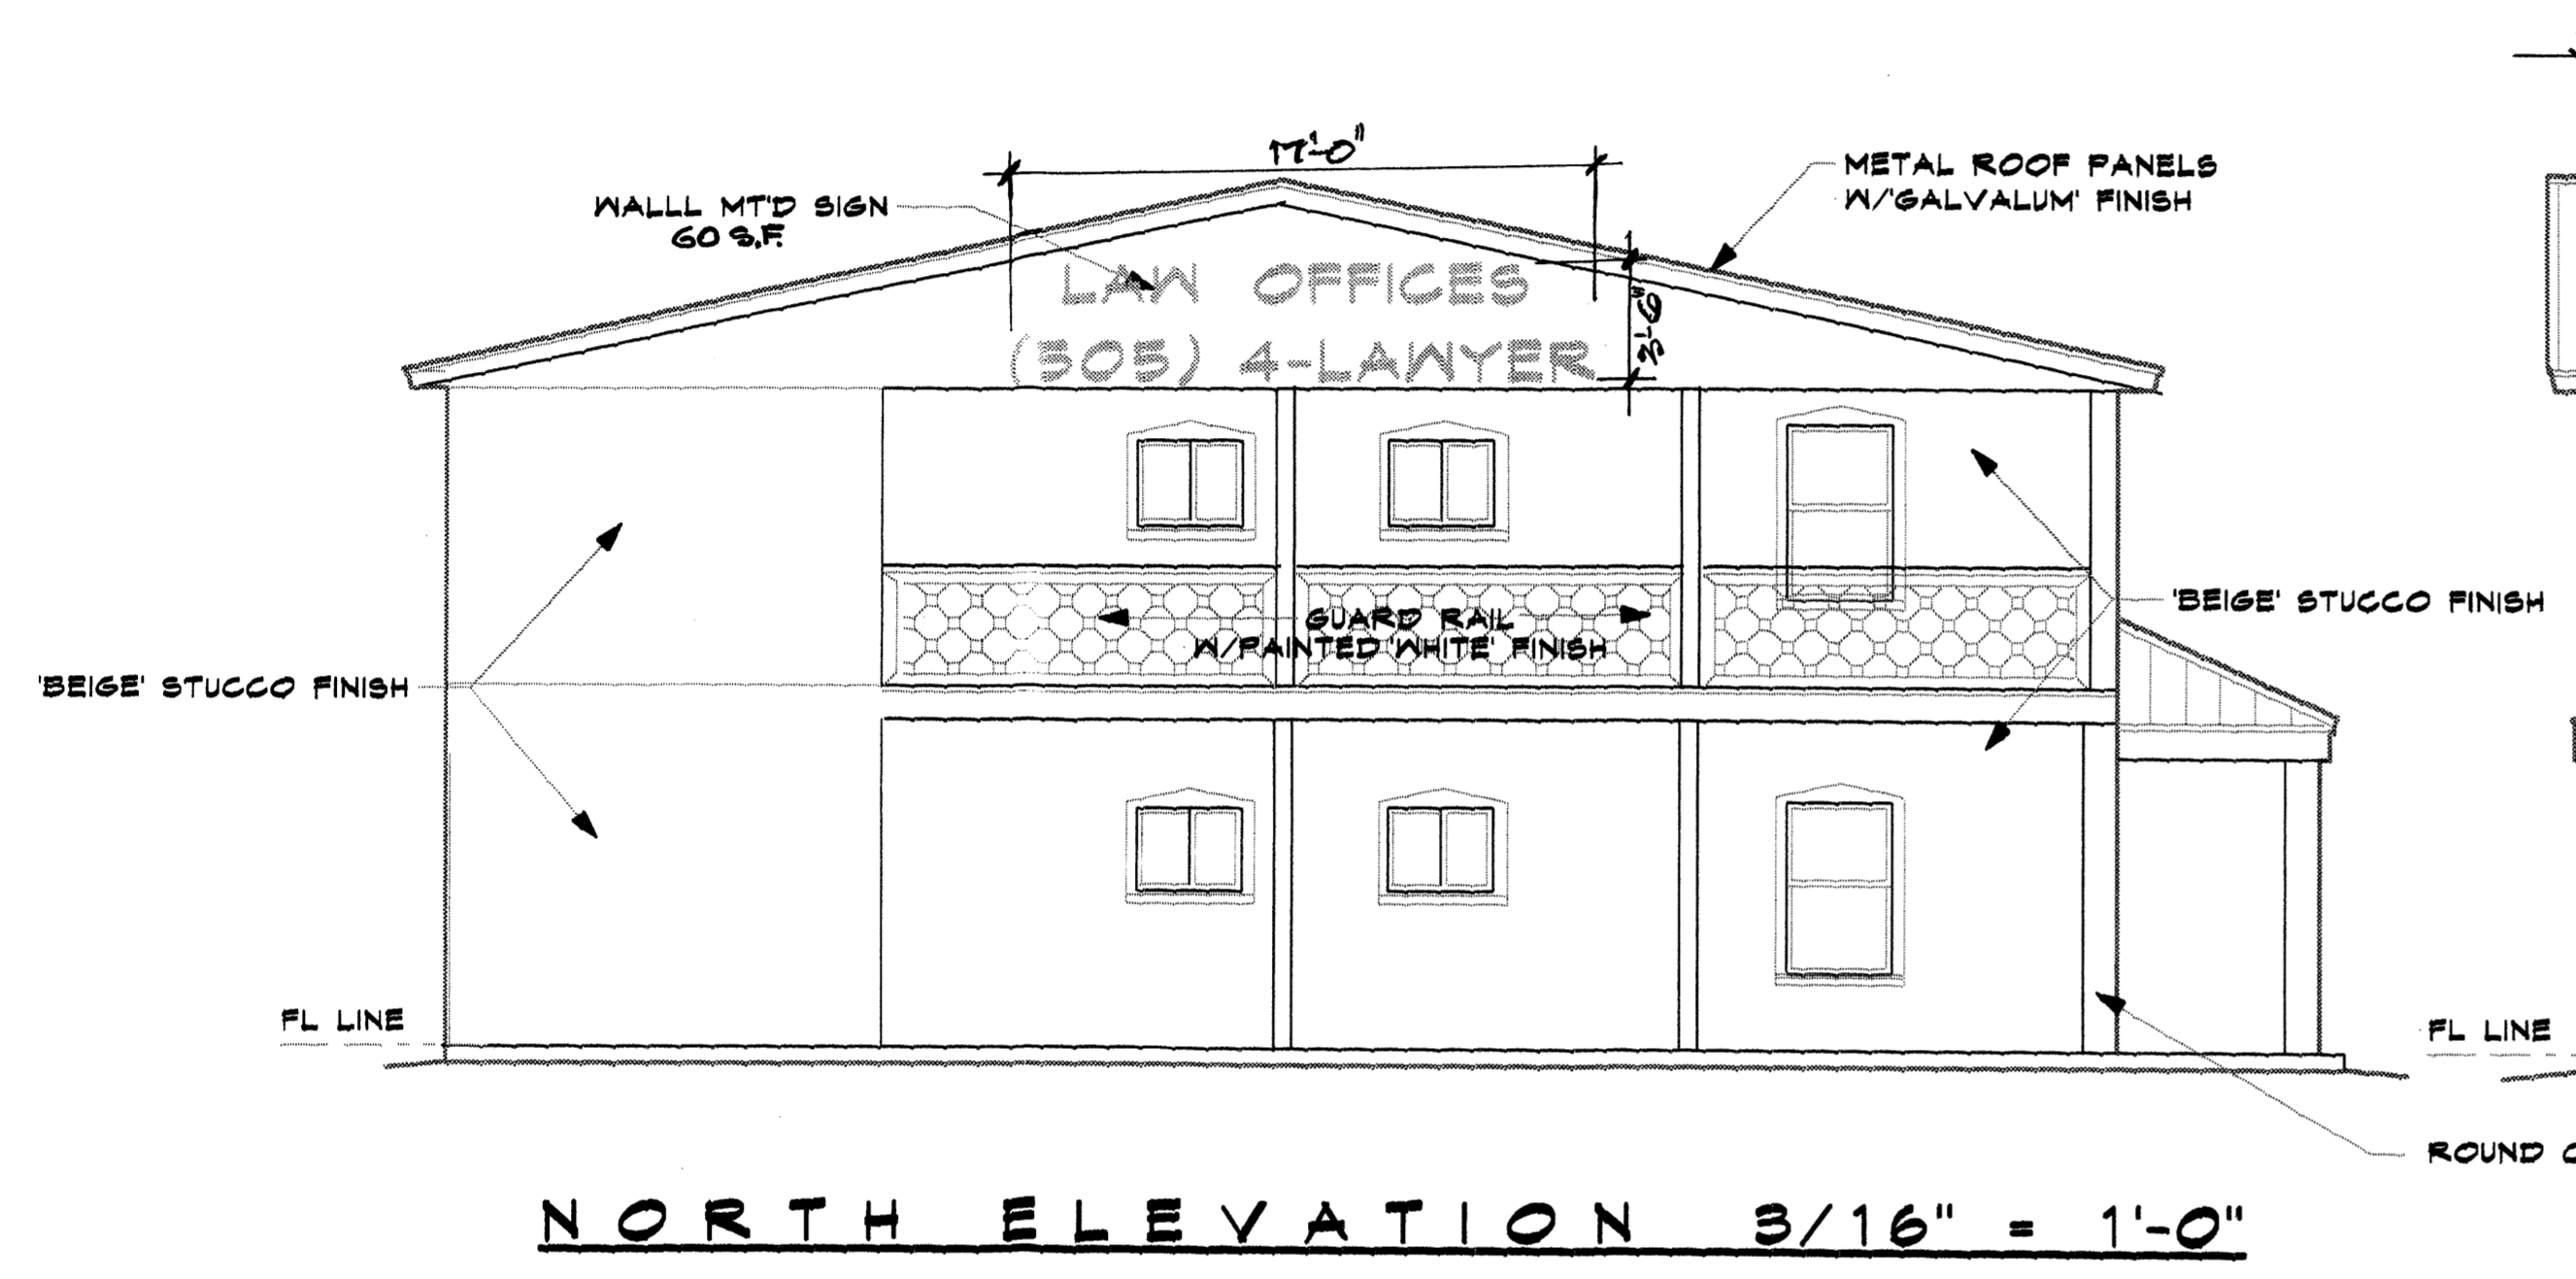 17'-0"
WALLL MT'D SIGN
60 S.F.
METAL ROOF PANELS
W/'GALVALUM' FINISH
LAW OFFICES
(505) 4-LAWYER
3'-6"
GUARD RAIL
W/PAINTED 'WHITE' FINISH
'BEIGE' STUCCO FINISH
'BEIGE' STUCCO FINISH
FL LINE
FL LINE
ROUND
NORTH ELEVATION 3/16" = 1'-0"